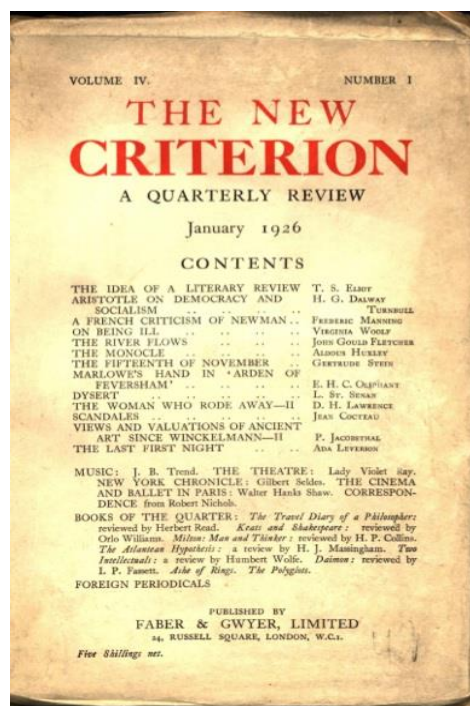 VOLUME IV. NUMBER I
THE NEW
CRITERION
A QUARTERLY REVIEW
January 1926
CONTENTS
THE IDEA OF A LITERARY REVIEW T. S. ELIOT
ARISTOTLE ON DEMOCRACY AND H. G. DALWAY
SOCIALISM .. .. .. .. TURNBULL
A FRENCH CRITICISM OF NEWMAN .. FREDERIC MANNING
ON BEING ILL .. .. .. .. VIRGINIA WOOLF
THE RIVER FLOWS .. .. .. JOHN GOULD FLETCHER
THE MONOCLE .. .. .. .. ALDOUS HUXLEY
THE FIFTEENTH OF NOVEMBER .. GERTRUDE STEIN
MARLOWE'S HAND IN 'ARDEN OF
FEVERSHAM' .. .. .. .. E. H. C. OLIPHANT
DYSERT .. .. .. .. L. ST. SENAN
THE WOMAN WHO RODE AWAY—II D. H. LAWRENCE
SCANDALES .. .. .. .. JEAN COCTEAU
VIEWS AND VALUATIONS OF ANCIENT
ART SINCE WINCKELMANN—II P. JACOBSTHAL
THE LAST FIRST NIGHT .. .. ADA LEVERSON
MUSIC: J. B. Trend. THE THEATRE: Lady Violet Ray.
NEW YORK CHRONICLE: Gilbert Seldes. THE CINEMA
AND BALLET IN PARIS: Walter Hanks Shaw. CORRESPON-
DENCE from Robert Nichols.
BOOKS OF THE QUARTER: The Travel Diary of a Philosopher:
reviewed by Herbert Read. Keats and Shakespeare: reviewed by
Orlo Williams. Milton: Man and Thinker: reviewed by H. P. Collins.
The Atlantean Hypothesis: a review by H. J. Massingham. Two
Intellectuals: a review by Humbert Wolfe. Daimon: reviewed by
I. P. Fassett. Ashe of Rings. The Polyglots.
FOREIGN PERIODICALS
PUBLISHED BY
FABER & GWYER, LIMITED
24, RUSSELL SQUARE, LONDON, W.C.1.
Five Shillings net.